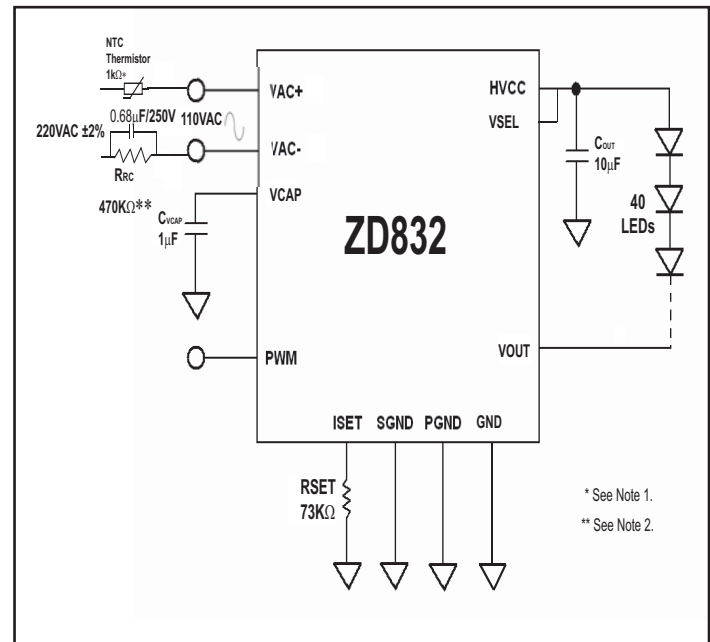 NTC
Thermistor
1kΩ*
VAC+
HVCC
VSEL
0.68µF/250V
110VAC
220VAC ±2%
VAC-
RRC
COUT
10µF
VCAP
470KΩ**
CVCAP
1µF
40
LEDs
ZD832
PWM
VOUT
ISET SGND PGND GND
RSET
73KΩ
* See Note 1.
** See Note 2.